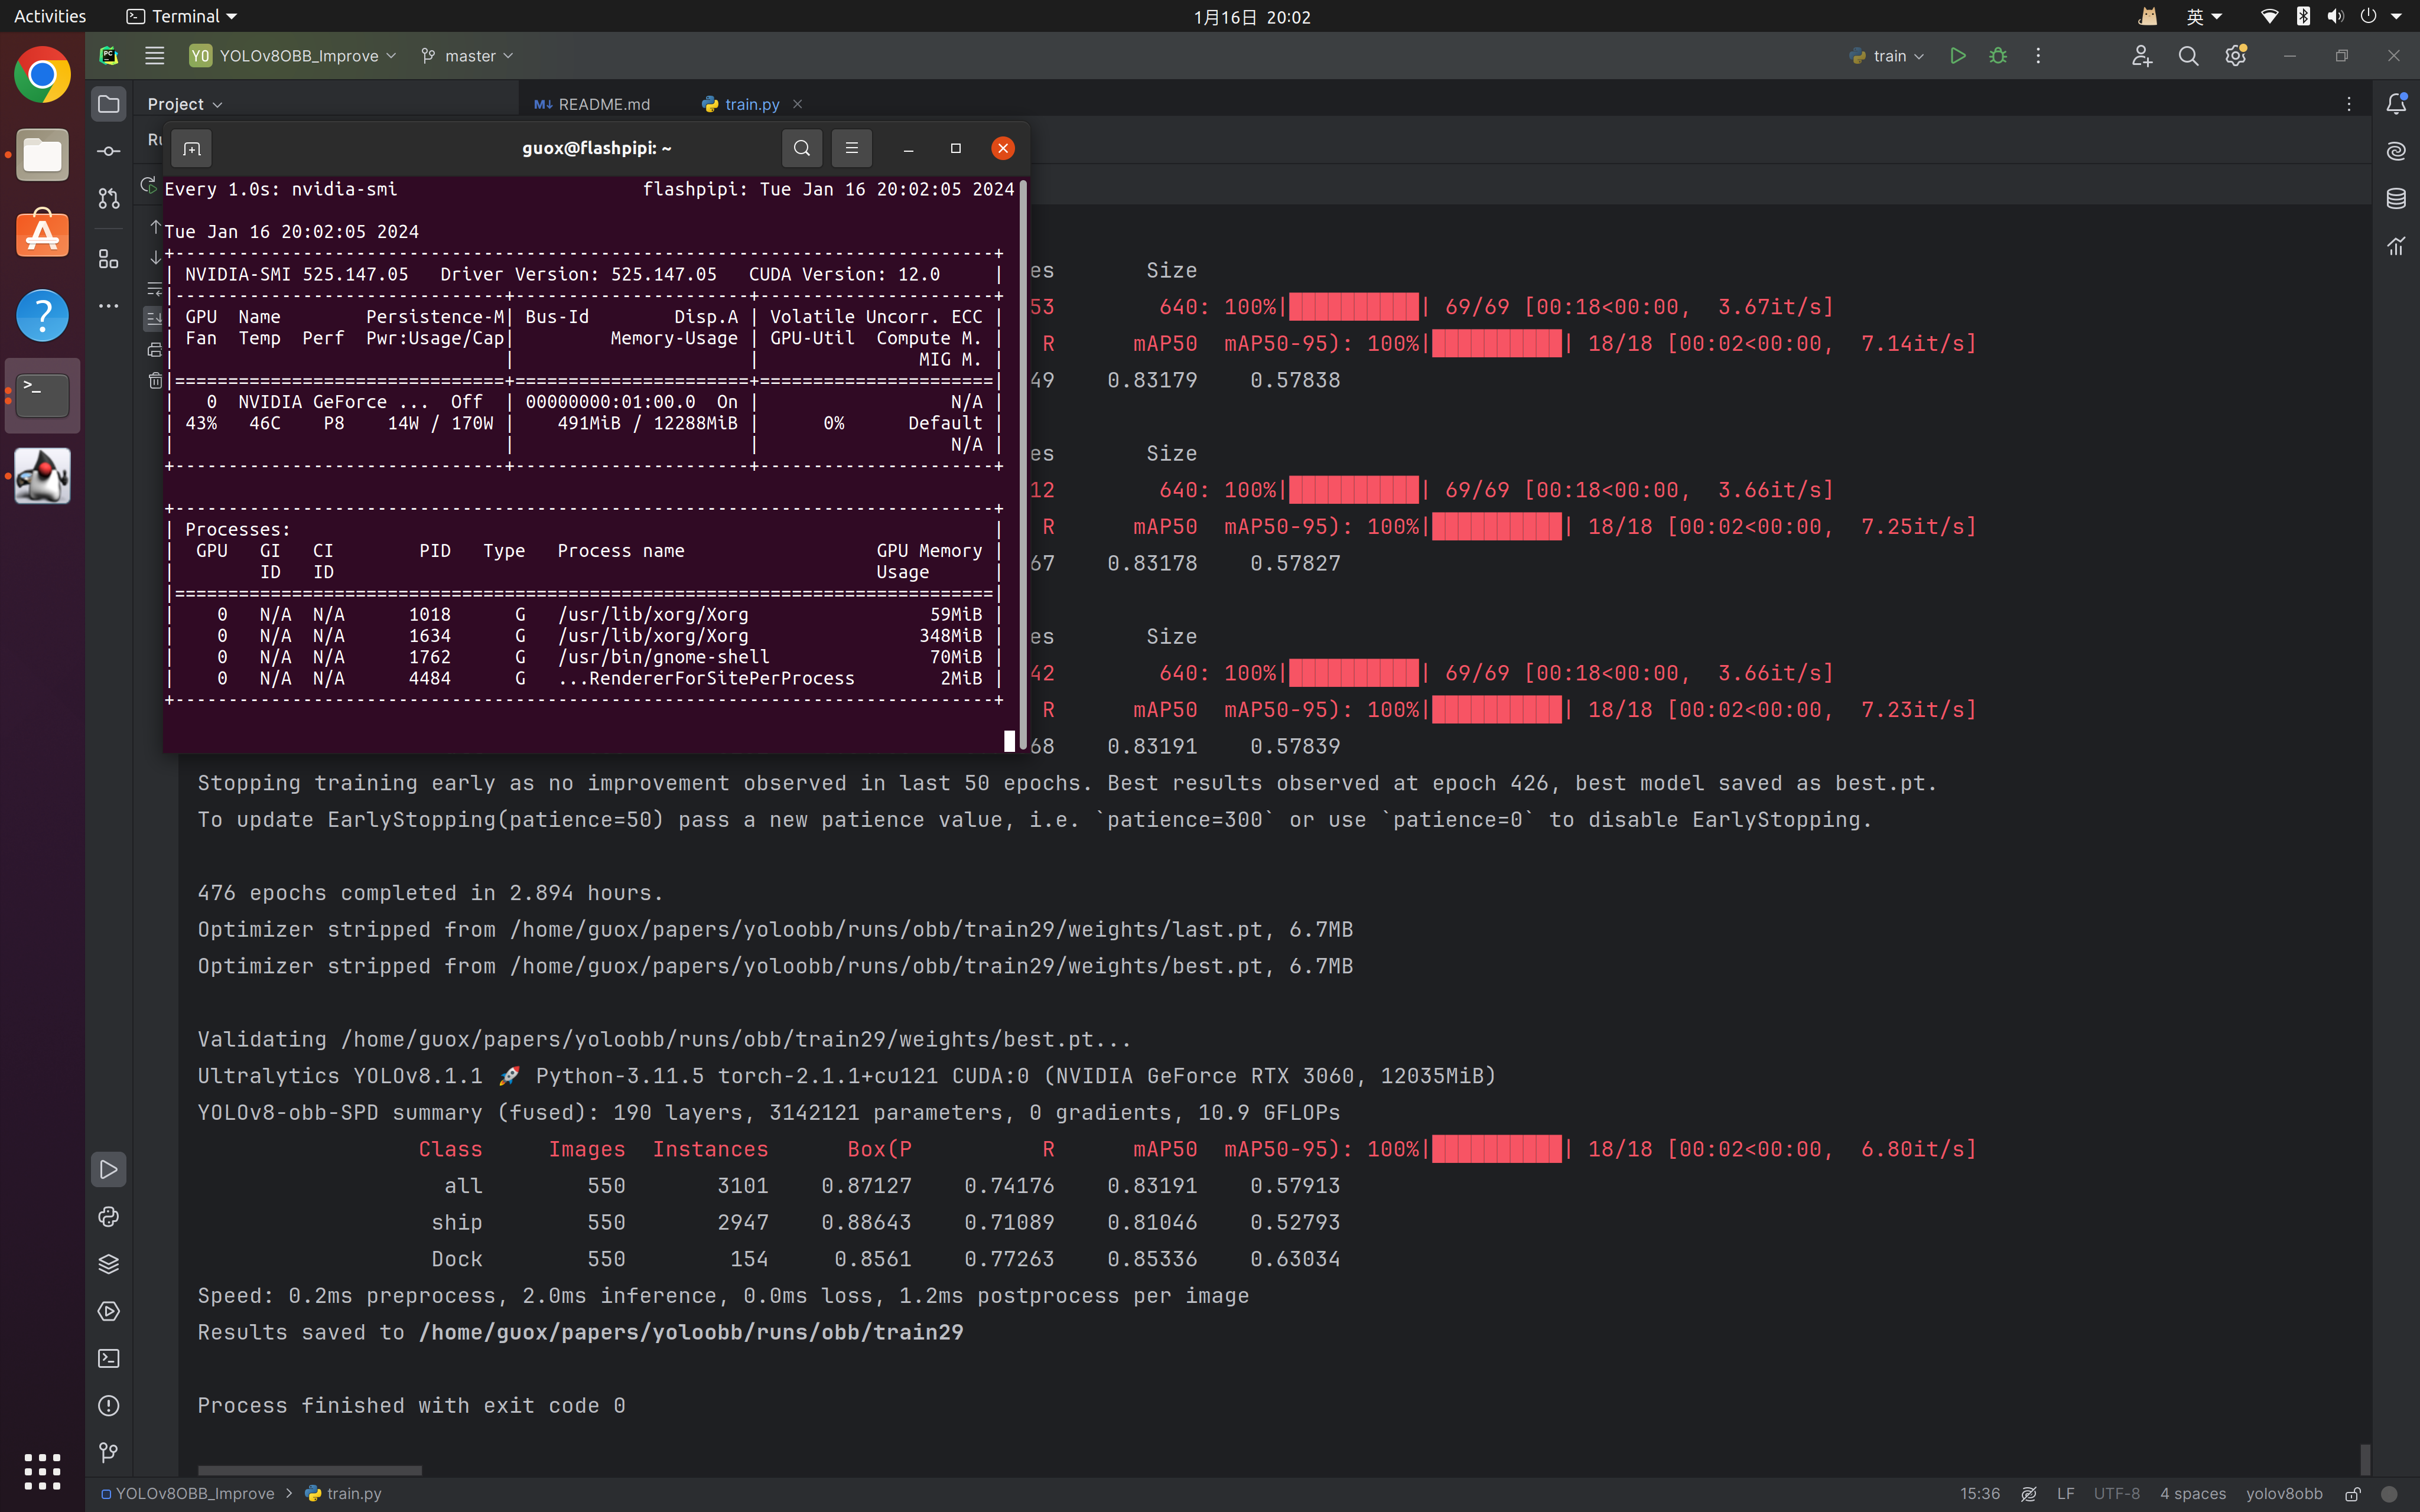 Activities Terminal 1月16日 20:02 英
YOLOv8OBB_Improve master train
Project README.md train.py
guox@flashpipi: ~
Every 1.0s: nvidia-smi flashpipi: Tue Jan 16 20:02:05 2024
Tue Jan 16 20:02:05 2024
+-----------------------------------------------------------------------------+
| NVIDIA-SMI 525.147.05   Driver Version: 525.147.05   CUDA Version: 12.0     |
|-------------------------------+----------------------+----------------------+
| GPU  Name        Persistence-M| Bus-Id        Disp.A | Volatile Uncorr. ECC |
| Fan  Temp  Perf  Pwr:Usage/Cap|         Memory-Usage | GPU-Util  Compute M. |
|                               |                      |               MIG M. |
|===============================+======================+======================|
|   0  NVIDIA GeForce ...  Off  | 00000000:01:00.0  On |                  N/A |
| 43%   46C    P8    14W / 170W |    491MiB / 12288MiB |      0%      Default |
|                               |                      |                  N/A |
+-------------------------------+----------------------+----------------------+
+-----------------------------------------------------------------------------+
| Processes:                                                                  |
|  GPU   GI   CI        PID   Type   Process name                  GPU Memory |
|        ID   ID                                                   Usage      |
|=============================================================================|
|    0   N/A  N/A      1018      G   /usr/lib/xorg/Xorg                 59MiB |
|    0   N/A  N/A      1634      G   /usr/lib/xorg/Xorg                348MiB |
|    0   N/A  N/A      1762      G   /usr/bin/gnome-shell               70MiB |
|    0   N/A  N/A      4484      G   ...RendererForSitePerProcess        2MiB |
+-----------------------------------------------------------------------------+
es Size
53 640: 100%|██████████| 69/69 [00:18<00:00, 3.67it/s]
R mAP50 mAP50-95): 100%|██████████| 18/18 [00:02<00:00, 7.14it/s]
49 0.83179 0.57838
es Size
12 640: 100%|██████████| 69/69 [00:18<00:00, 3.66it/s]
R mAP50 mAP50-95): 100%|██████████| 18/18 [00:02<00:00, 7.25it/s]
67 0.83178 0.57827
es Size
42 640: 100%|██████████| 69/69 [00:18<00:00, 3.66it/s]
R mAP50 mAP50-95): 100%|██████████| 18/18 [00:02<00:00, 7.23it/s]
68 0.83191 0.57839
Stopping training early as no improvement observed in last 50 epochs. Best results observed at epoch 426, best model saved as best.pt.
To update EarlyStopping(patience=50) pass a new patience value, i.e. `patience=300` or use `patience=0` to disable EarlyStopping.
476 epochs completed in 2.894 hours.
Optimizer stripped from /home/guox/papers/yoloobb/runs/obb/train29/weights/last.pt, 6.7MB
Optimizer stripped from /home/guox/papers/yoloobb/runs/obb/train29/weights/best.pt, 6.7MB
Validating /home/guox/papers/yoloobb/runs/obb/train29/weights/best.pt...
Ultralytics YOLOv8.1.1 🚀 Python-3.11.5 torch-2.1.1+cu121 CUDA:0 (NVIDIA GeForce RTX 3060, 12035MiB)
YOLOv8-obb-SPD summary (fused): 190 layers, 3142121 parameters, 0 gradients, 10.9 GFLOPs
Class Images Instances Box(P R mAP50 mAP50-95): 100%|██████████| 18/18 [00:02<00:00, 6.80it/s]
all 550 3101 0.87127 0.74176 0.83191 0.57913
ship 550 2947 0.88643 0.71089 0.81046 0.52793
Dock 550 154 0.8561 0.77263 0.85336 0.63034
Speed: 0.2ms preprocess, 2.0ms inference, 0.0ms loss, 1.2ms postprocess per image
Results saved to /home/guox/papers/yoloobb/runs/obb/train29
Process finished with exit code 0
YOLOv8OBB_Improve > train.py 15:36 LF UTF-8 4 spaces yolov8obb